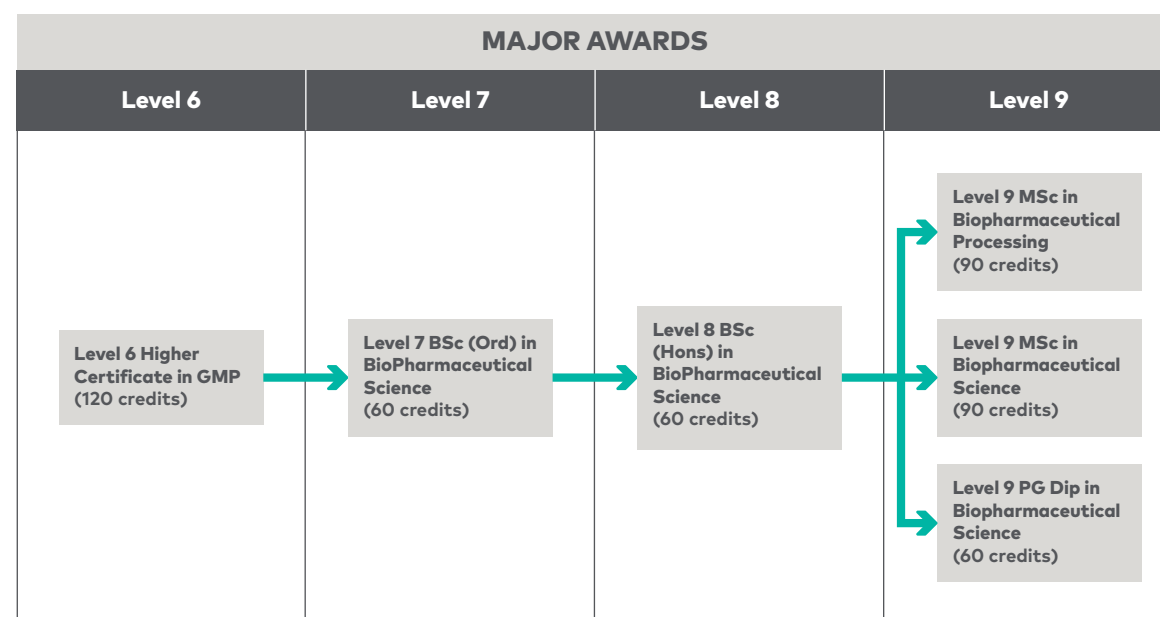 MAJOR AWARDS
Level 6
Level 7
Level 8
Level 9
Level 6 Higher
Certificate in GMP
(120 credits)
Level 7 BSc (Ord) in
BioPharmaceutical
Science
(60 credits)
Level 8 BSc
(Hons) in
BioPharmaceutical
Science
(60 credits)
Level 9 MSc in
Biopharmaceutical
Processing
(90 credits)
Level 9 MSc in
Biopharmaceutical
Science
(90 credits)
Level 9 PG Dip in
Biopharmaceutical
Science
(60 credits)